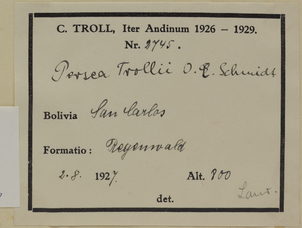 C. TROLL, Iter Andinum 1926 - 1929.
Nr. 2745.
Persea Trollii O. C. Schmidt
Bolivia San Carlos
Formatio: Regenwald
2. 8. 1927. Alt. 800
Laur.
det.